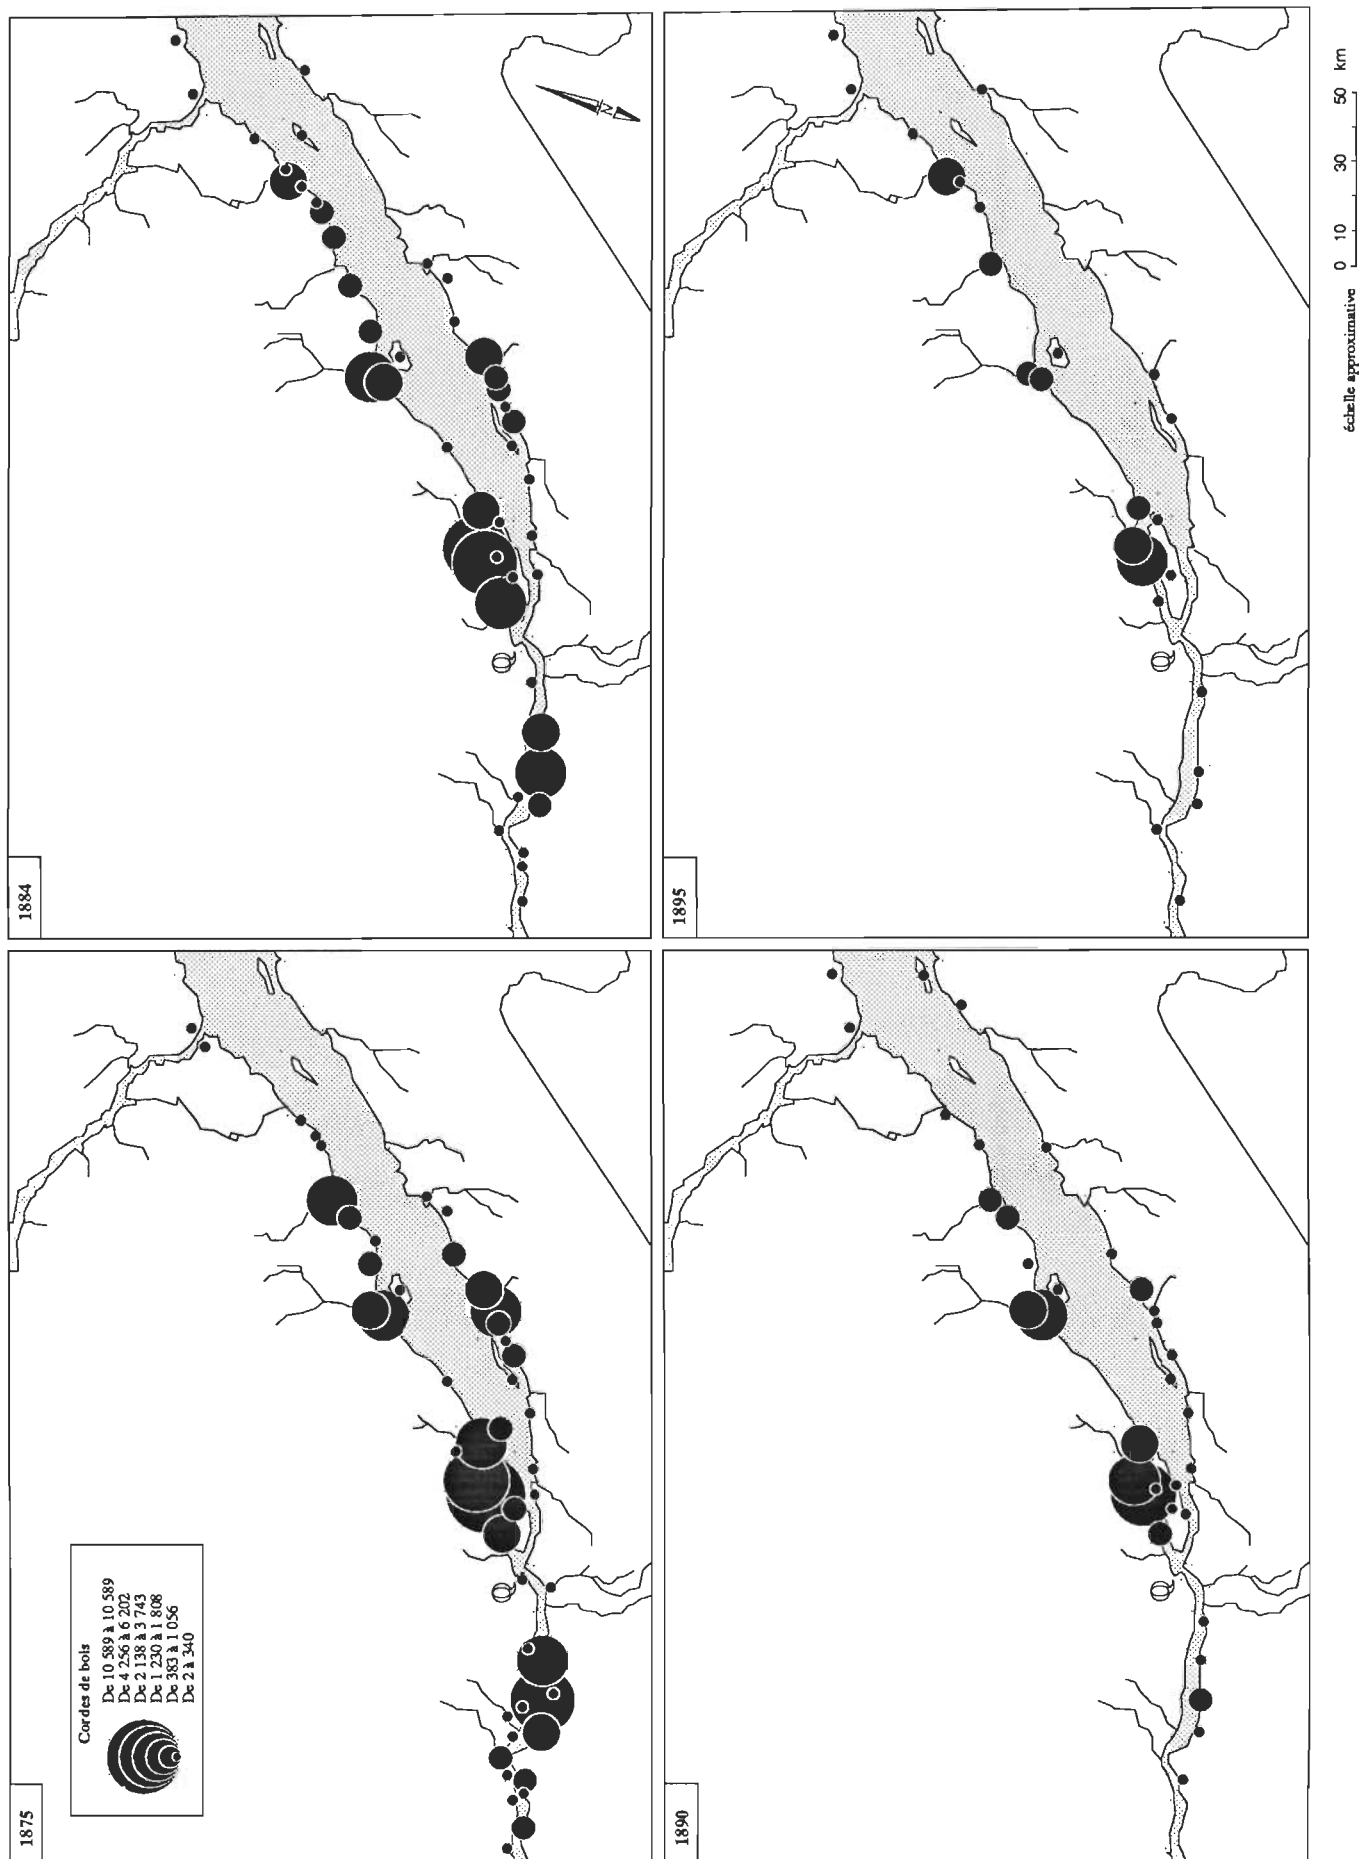 1884
1895
1875
Cordes de bois
De 10 589 à 10 589
De 4 256 à 6 202
De 2 138 à 3 743
De 1 230 à 1 808
De 383 à 1 056
De 2 à 340
1890
N
Q
Q
Q
Q
échelle approximative
0 10 30 50 km